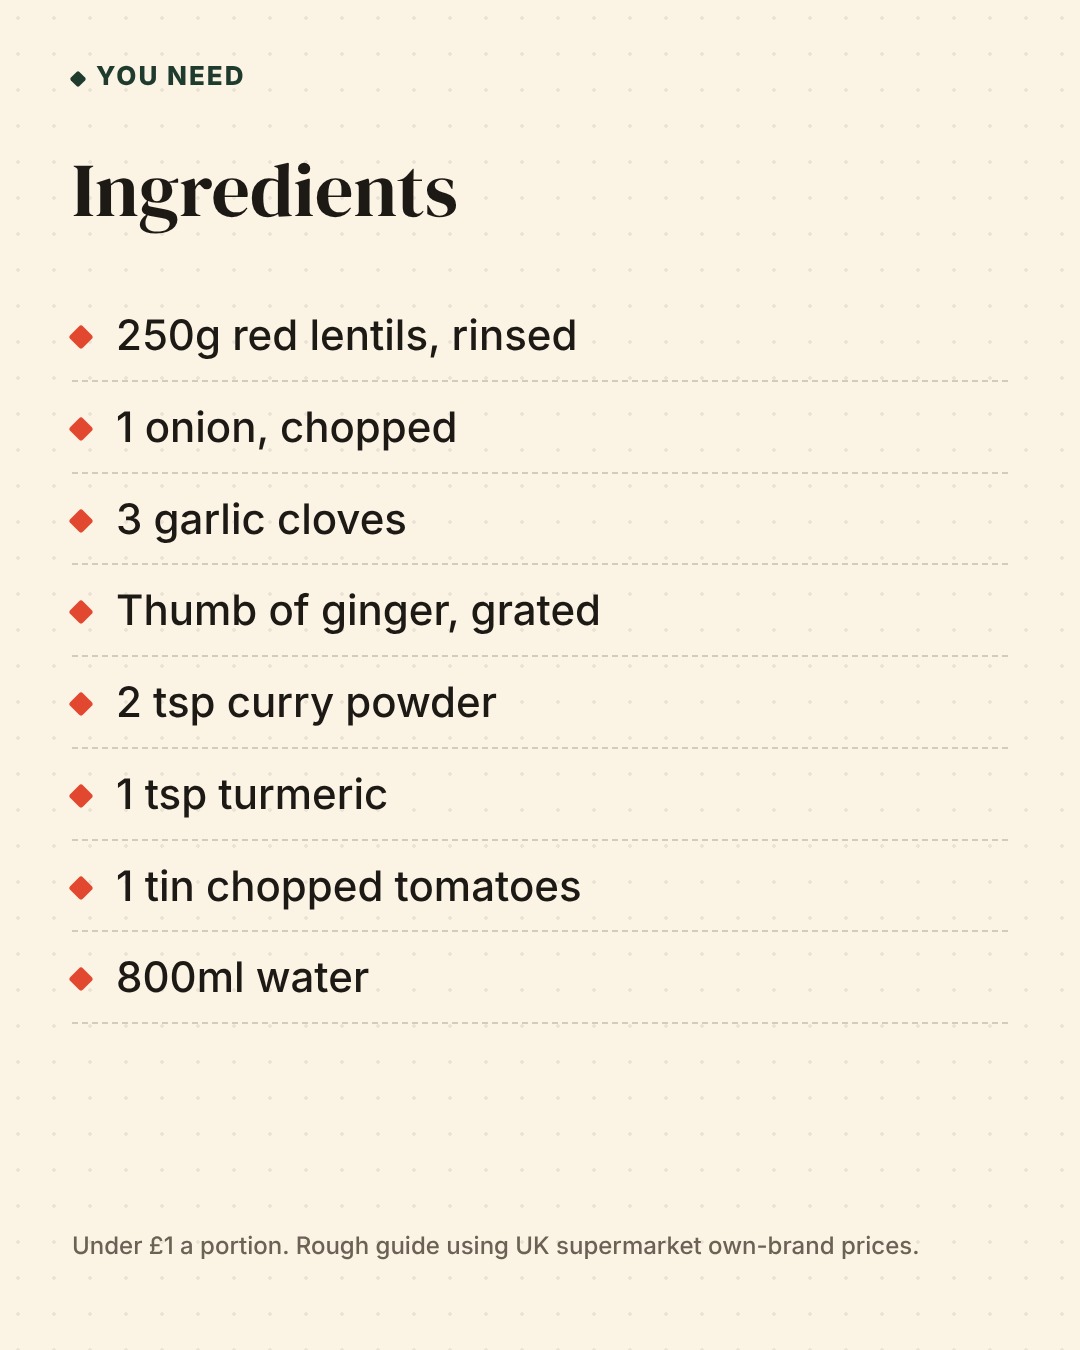 YOU NEED
Ingredients
250g red lentils, rinsed
1 onion, chopped
3 garlic cloves
Thumb of ginger, grated
2 tsp curry powder
1 tsp turmeric
1 tin chopped tomatoes
800ml water
Under £1 a portion. Rough guide using UK supermarket own-brand prices.